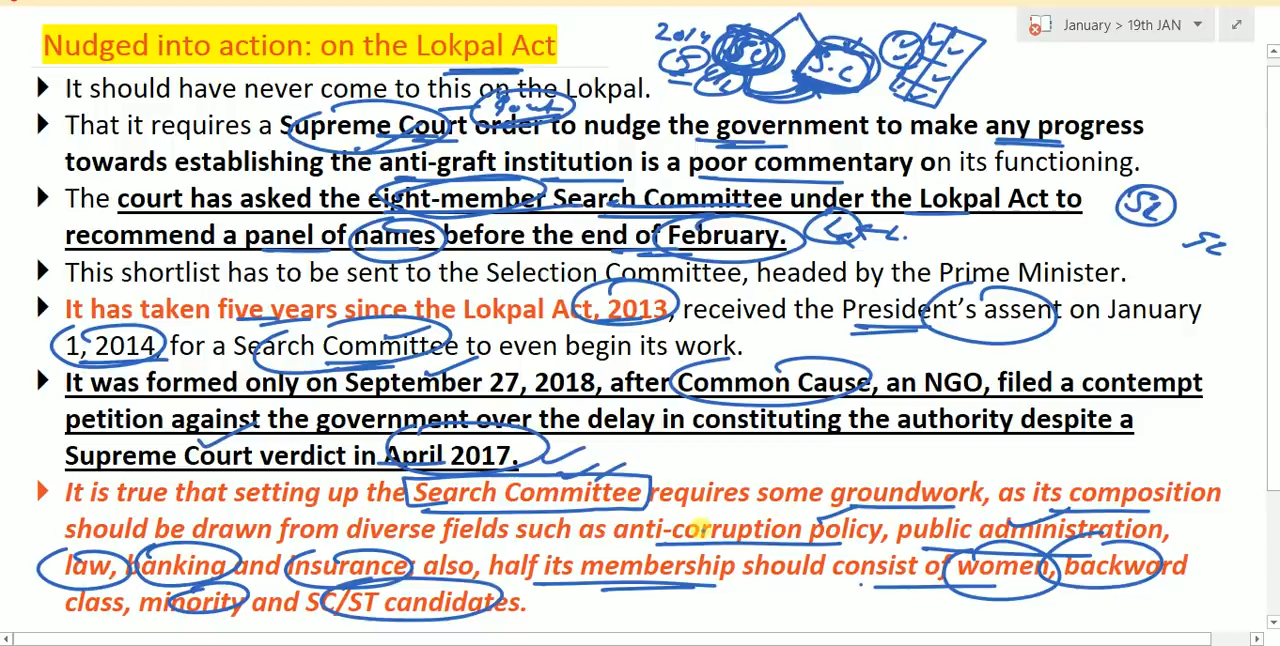 January > 19th JAN
Nudged into action: on the Lokpal Act
2014
S.C
It should have never come to this on the Lokpal.
Gout
That it requires a Supreme Court order to nudge the government to make any progress
towards establishing the anti-graft institution is a poor commentary on its functioning.
The court has asked the eight-member Search Committee under the Lokpal Act to
recommend a panel of names before the end of February.
This shortlist has to be sent to the Selection Committee, headed by the Prime Minister.
It has taken five years since the Lokpal Act, 2013, received the President's assent on January
1, 2014, for a Search Committee to even begin its work.
It was formed only on September 27, 2018, after Common Cause, an NGO, filed a contempt
petition against the government over the delay in constituting the authority despite a
Supreme Court verdict in April 2017.
It is true that setting up the Search Committee requires some groundwork, as its composition
should be drawn from diverse fields such as anti-corruption policy, public administration,
law, banking and insurance; also, half its membership should consist of women, backward
class, minority and SC/ST candidates.